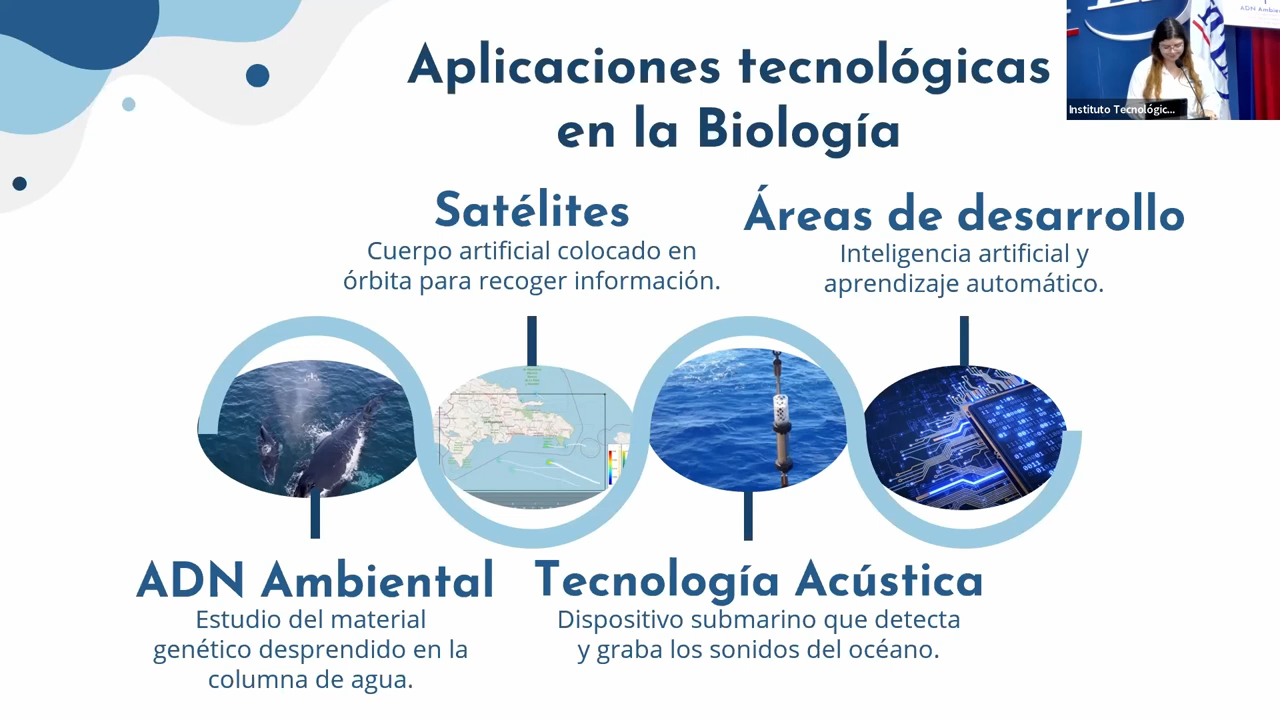 Aplicaciones tecnológicas
en la Biología
Instituto Tecnológic...
Satélites
Cuerpo artificial colocado en
órbita para recoger información.
Áreas de desarrollo
Inteligencia artificial y
aprendizaje automático.
ADN Ambiental
Estudio del material
genético desprendido en la
columna de agua.
Tecnología Acústica
Dispositivo submarino que detecta
y graba los sonidos del océano.